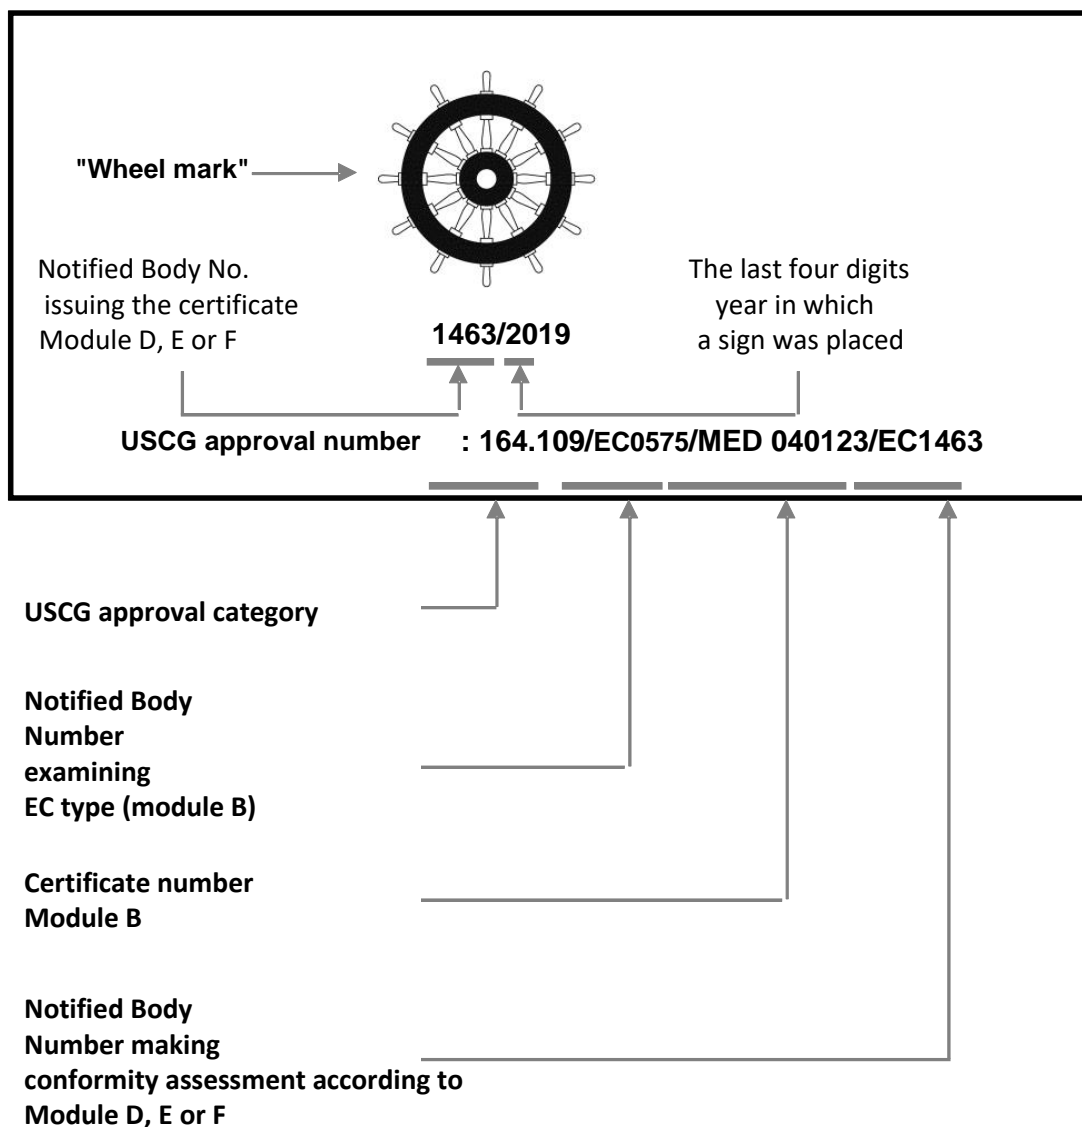 "Wheel mark"
Notified Body No.
issuing the certificate
Module D, E or F
The last four digits
year in which
a sign was placed
1463/2019
USCG approval number : 164.109/EC0575/MED 040123/EC1463
USCG approval category
Notified Body
Number
examining
EC type (module B)
Certificate number
Module B
Notified Body
Number making
conformity assessment according to
Module D, E or F